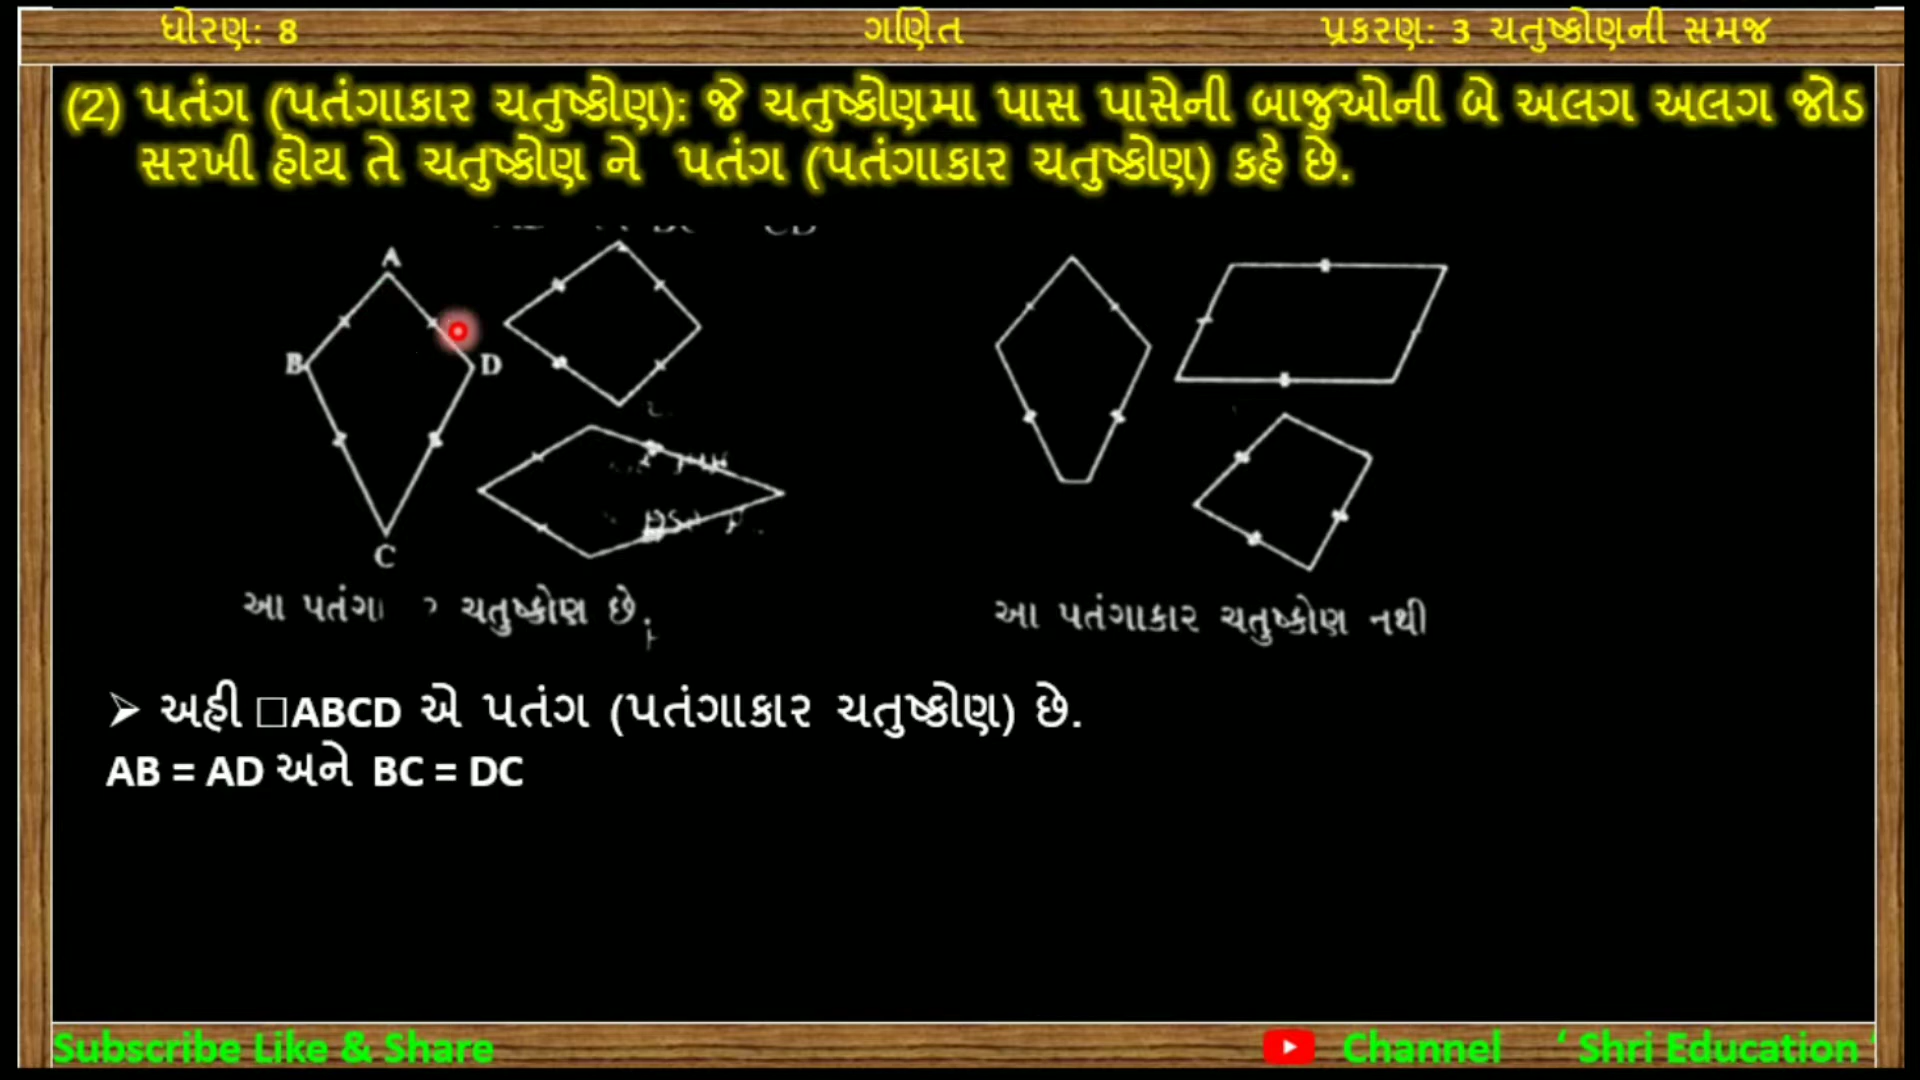 ધોરણ: 8 ગણિત પ્રકરણ: 3 ચતુષ્કોણની સમજ
(2) પતંગ (પતંગાકાર ચતુષ્કોણ): જે ચતુષ્કોણમા પાસ પાસેની બાજુઓની બે અલગ અલગ જોડ
સરખી હોય તે ચતુષ્કોણ ને પતંગ (પતંગાકાર ચતુષ્કોણ) કહે છે.
A
B D
C
આ ચતુષ્કોણ છે.
આ પતંગાકાર ચતુષ્કોણ નથી
➤ અહી □ABCD એ પતંગ (પતંગાકાર ચતુષ્કોણ) છે.
AB = AD અને BC = DC
Subscribe Like & Share Channel ‘ Shri Education ‘